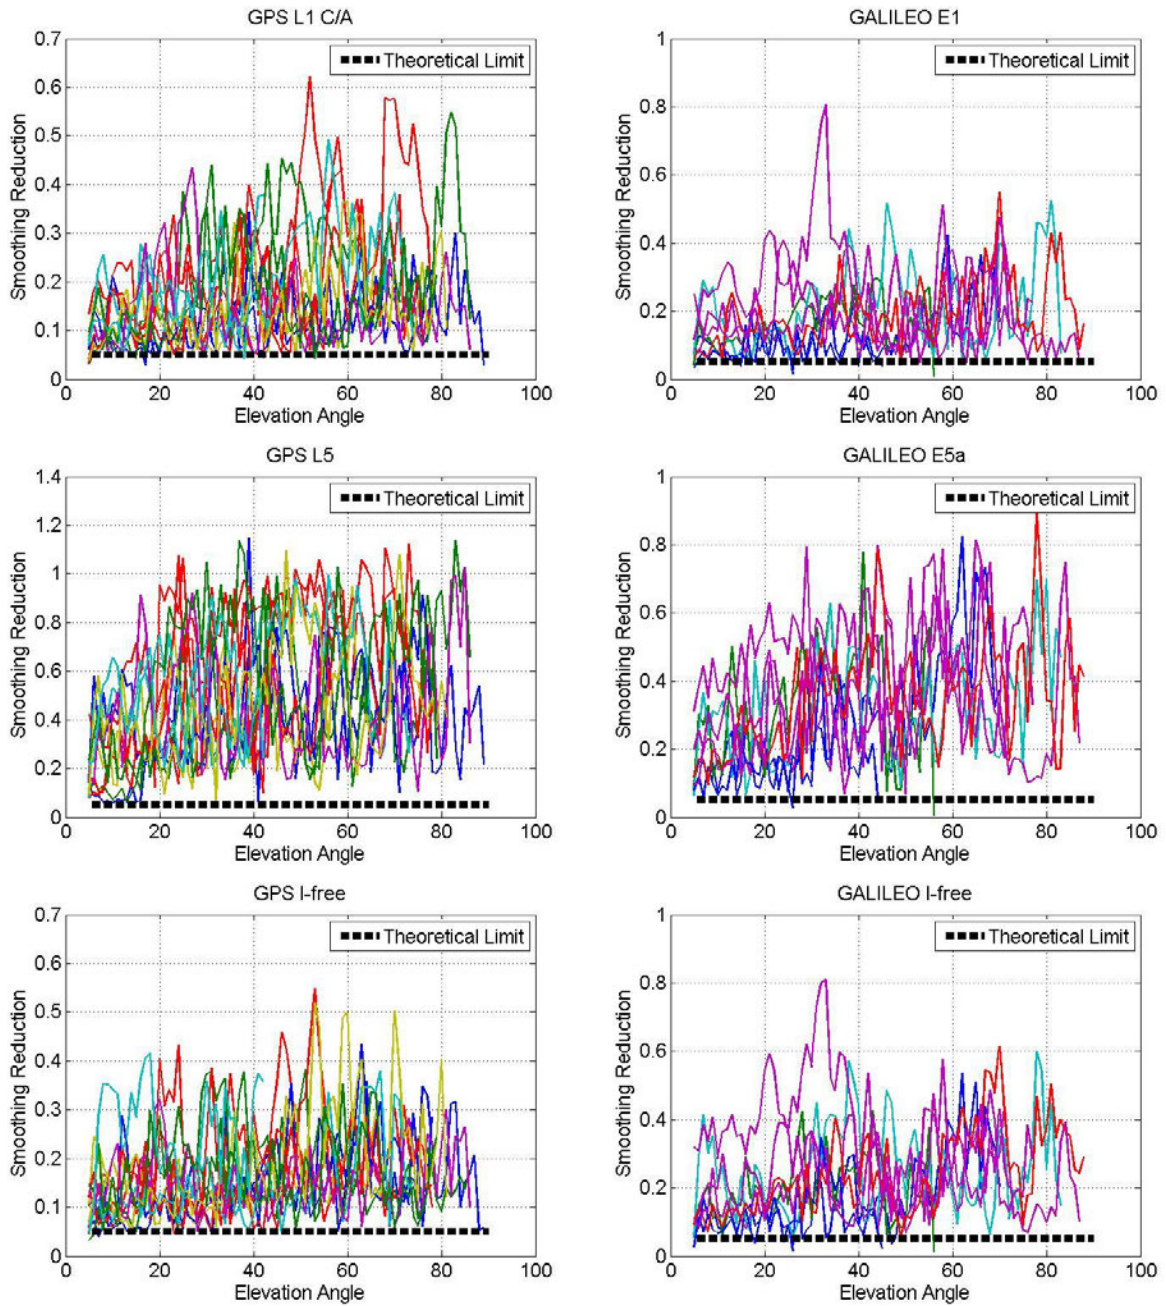 GPS L1 C/A
0.7
0.6
0.5
0.4
0.3
0.2
0.1
0
Smoothing Reduction
Theoretical Limit
0 20 40 60 80 100
Elevation Angle
GALILEO E1
1
0.8
0.6
0.4
0.2
0
Smoothing Reduction
Theoretical Limit
0 20 40 60 80 100
Elevation Angle
GPS L5
1.4
1.2
1
0.8
0.6
0.4
0.2
0
Smoothing Reduction
Theoretical Limit
0 20 40 60 80 100
Elevation Angle
GALILEO E5a
1
0.8
0.6
0.4
0.2
0
Smoothing Reduction
Theoretical Limit
0 20 40 60 80 100
Elevation Angle
GPS I-free
0.7
0.6
0.5
0.4
0.3
0.2
0.1
0
Smoothing Reduction
Theoretical Limit
0 20 40 60 80 100
Elevation Angle
GALILEO I-free
1
0.8
0.6
0.4
0.2
0
Smoothing Reduction
Theoretical Limit
0 20 40 60 80 100
Elevation Angle